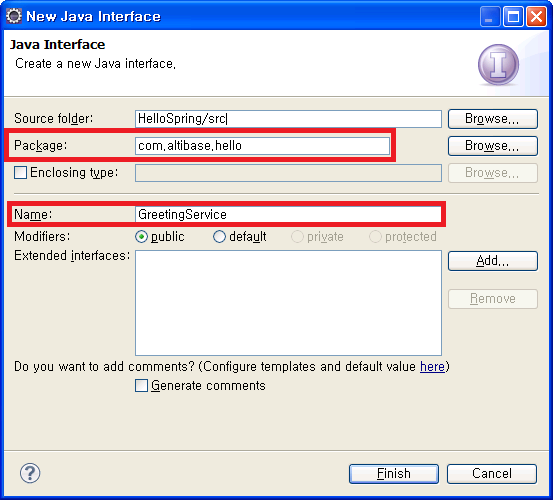 New Java Interface
Java Interface
Create a new Java interface.
I
Source folder: HelloSpring/src Browse...
Package: com.altibase.hello Browse...
Enclosing type: Browse...
Name: GreetingService
Modifiers: public default private protected
Extended interfaces: Add...
Remove
Do you want to add comments? (Configure templates and default value here)
Generate comments
? Finish Cancel